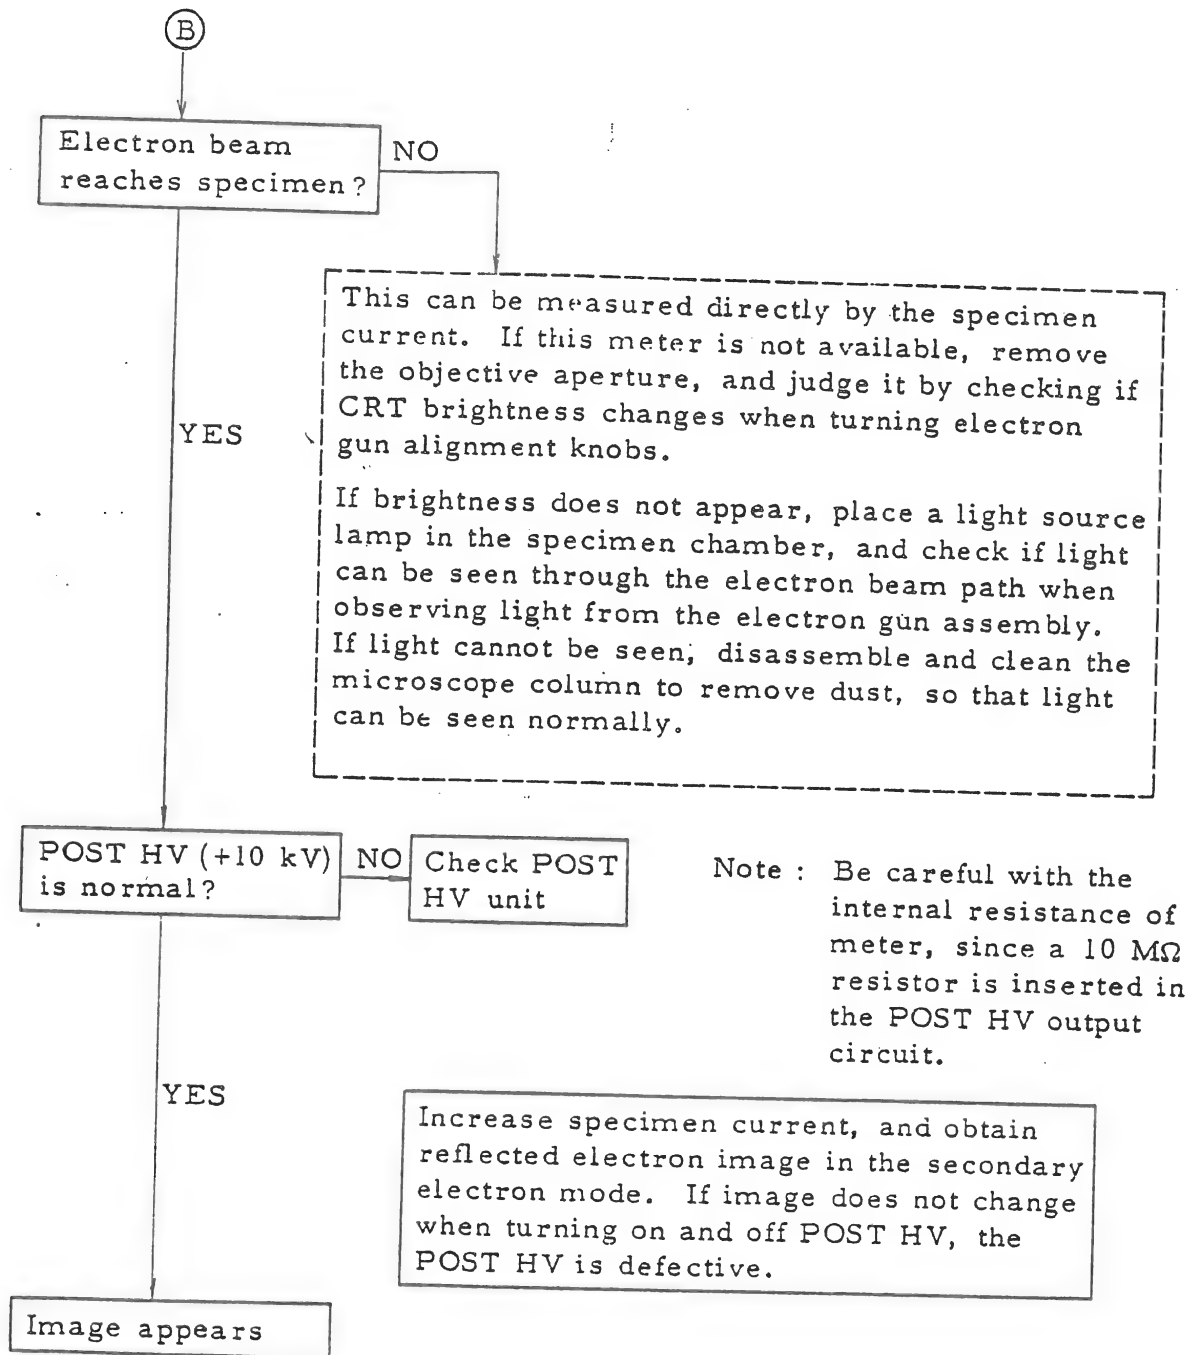 B
Electron beam
reaches specimen?
NO
This can be measured directly by the specimen
current. If this meter is not available, remove
the objective aperture, and judge it by checking if
CRT brightness changes when turning electron
gun alignment knobs.
YES
If brightness does not appear, place a light source
lamp in the specimen chamber, and check if light
can be seen through the electron beam path when
observing light from the electron gun assembly.
If light cannot be seen, disassemble and clean the
microscope column to remove dust, so that light
can be seen normally.
POST HV (+10 kV)
is normal?
NO
Check POST
HV unit
Note : Be careful with the
internal resistance of
meter, since a 10 MΩ
resistor is inserted in
the POST HV output
circuit.
YES
Increase specimen current, and obtain
reflected electron image in the secondary
electron mode. If image does not change
when turning on and off POST HV, the
POST HV is defective.
Image appears